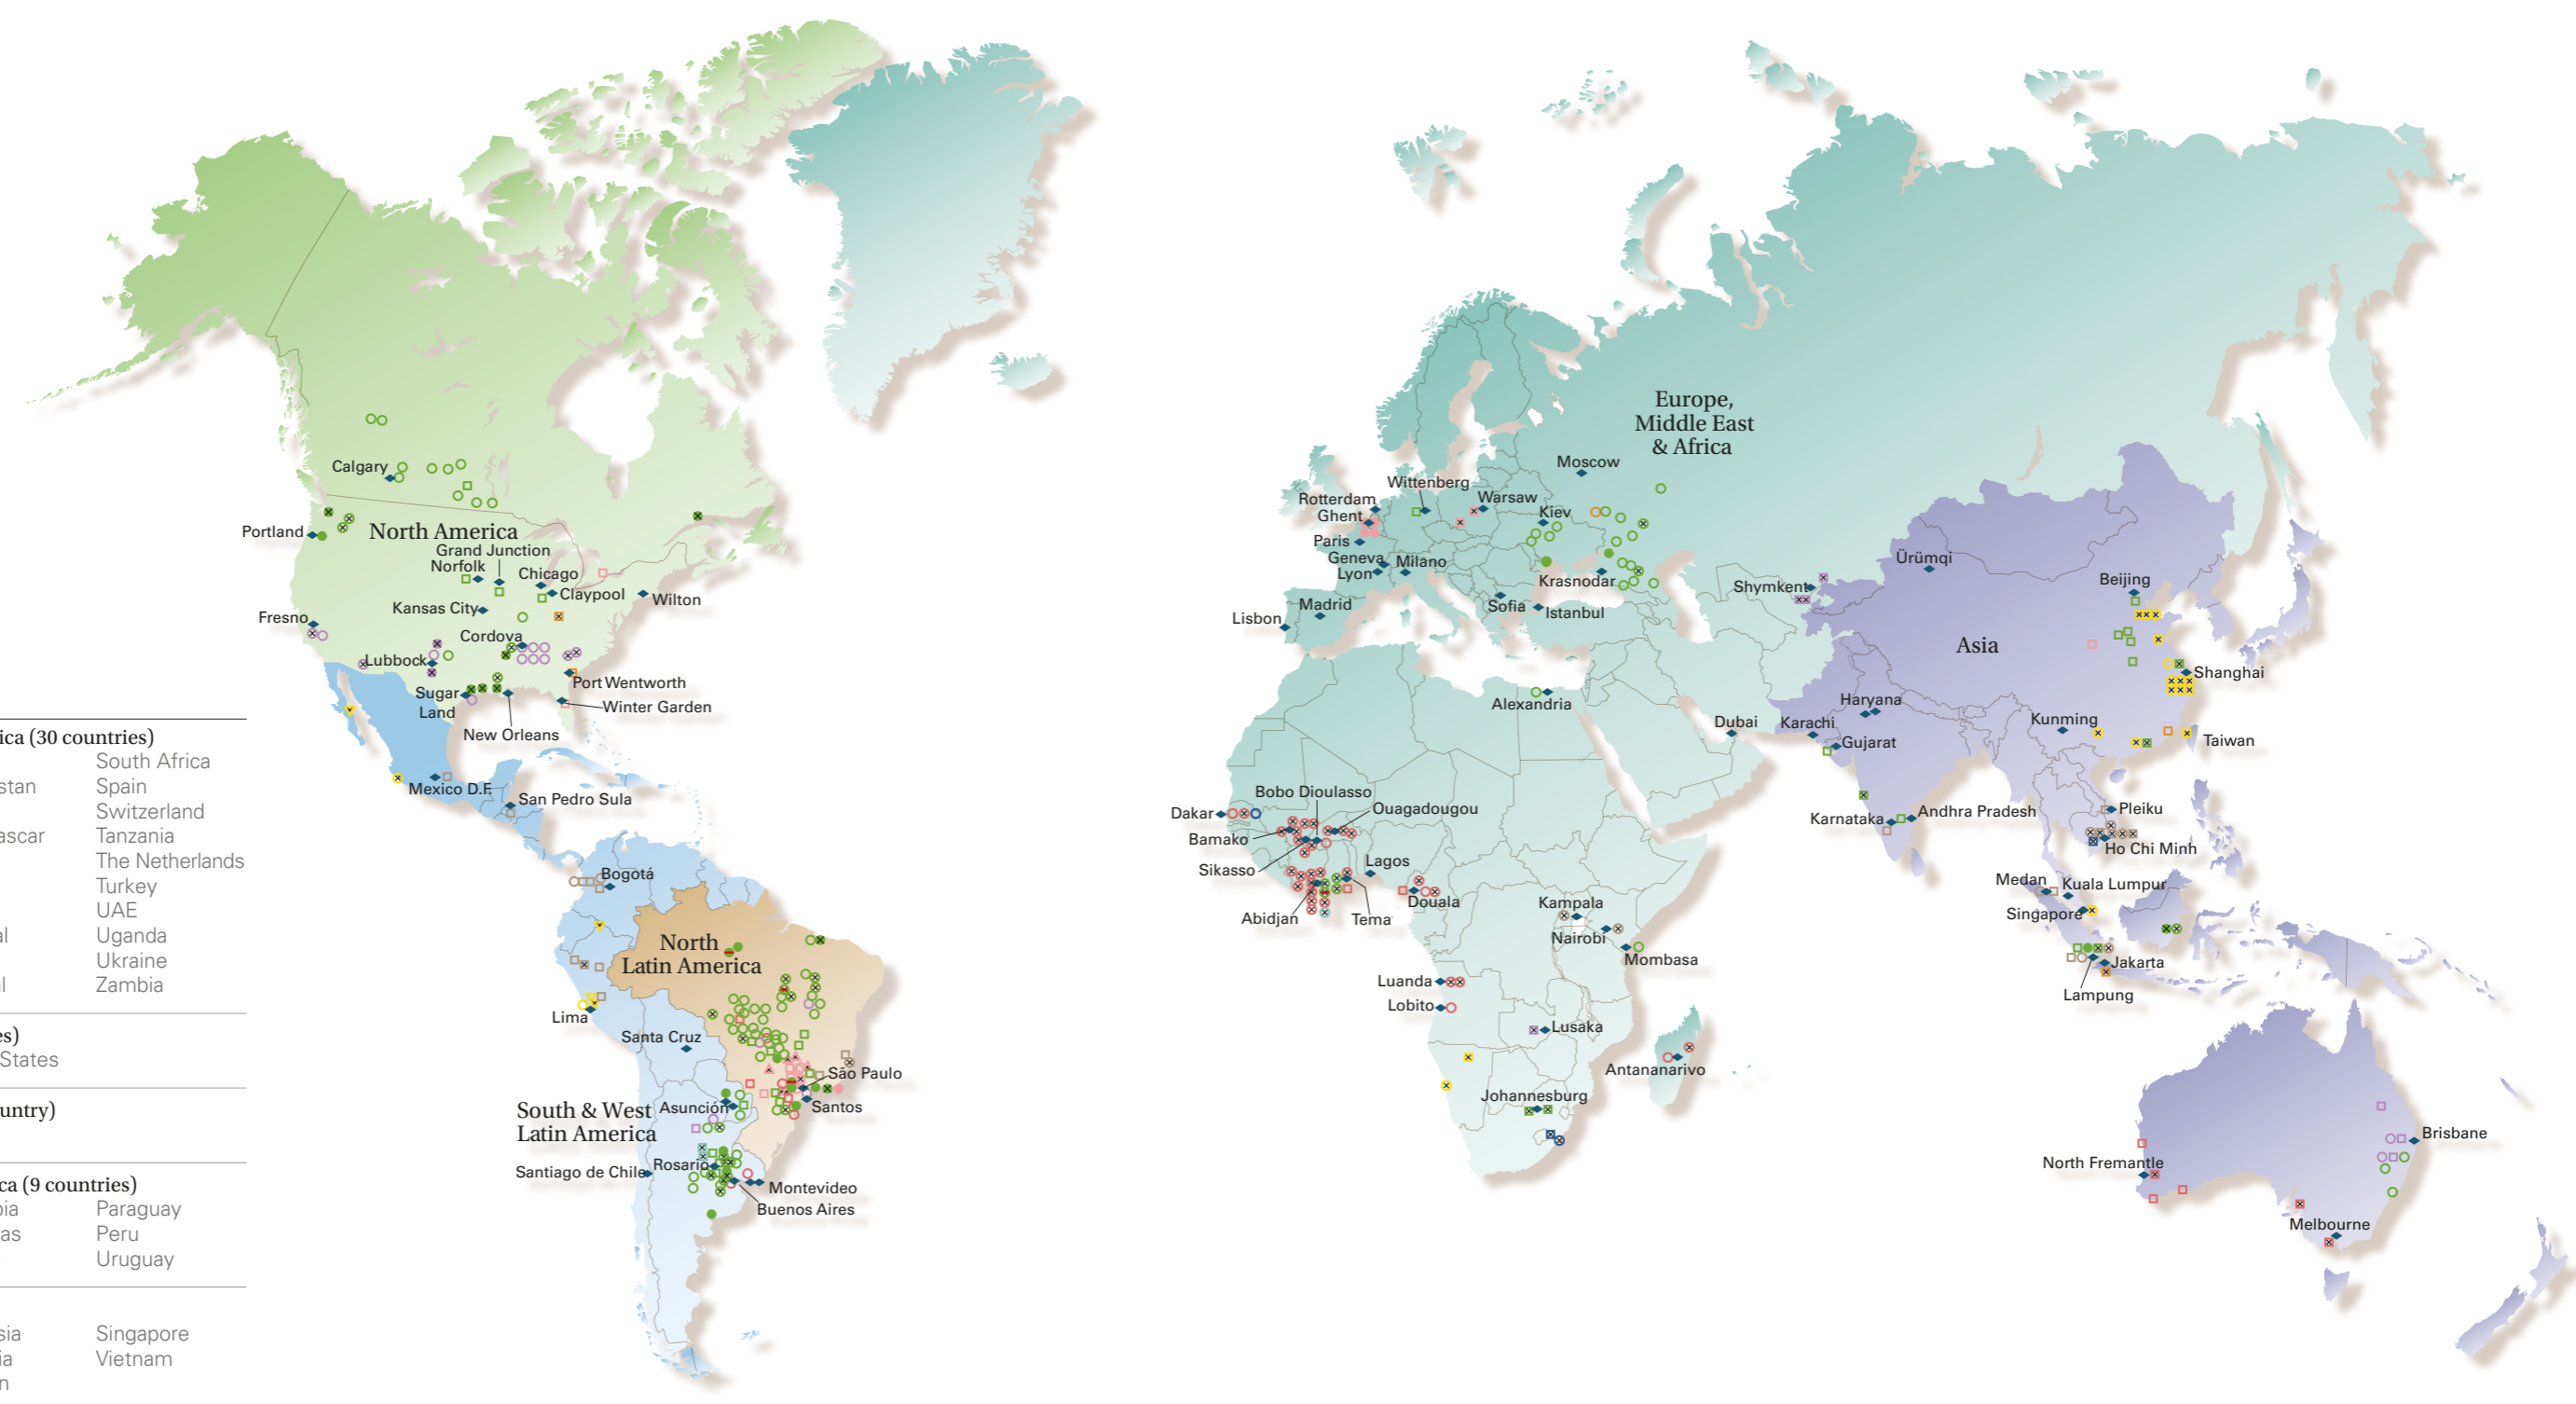 North America
Calgary
Portland
Grand Junction
Norfolk
Chicago
Claypool
Wilton
Kansas City
Fresno
Cordova
Lubbock
Port Wentworth
Sugar
Land
Winter Garden
New Orleans
Mexico D.F.
San Pedro Sula
Bogotá
North
Latin America
Lima
Santa Cruz
São Paulo
Santos
South & West
Latin America
Asunción
Santiago de Chile
Rosario
Montevideo
Buenos Aires
Europe,
Middle East
& Africa
Moscow
Wittenberg
Rotterdam
Warsaw
Ghent
Kiev
Paris
Geneva
Milano
Lyon
Krasnodar
Madrid
Sofia
Istanbul
Lisbon
Shymkent
Alexandria
Dubai
Bobo Dioulasso
Ouagadougou
Dakar
Bamako
Sikasso
Lagos
Abidjan
Tema
Douala
Kampala
Nairobi
Mombasa
Luanda
Lobito
Lusaka
Antananarivo
Johannesburg
Asia
Ürümqi
Beijing
Shanghai
Haryana
Karachi
Gujarat
Kunming
Taiwan
Karnataka
Andhra Pradesh
Pleiku
Ho Chi Minh
Medan
Kuala Lumpur
Singapore
Jakarta
Lampung
Brisbane
North Fremantle
Melbourne
ica (30 countries)
South Africa
stan Spain
Switzerland
ascar Tanzania
The Netherlands
Turkey
UAE
al Uganda
Ukraine
al Zambia
es)
States
untry)
ca (9 countries)
bia Paraguay
as Peru
Uruguay
sia Singapore
ia Vietnam
n